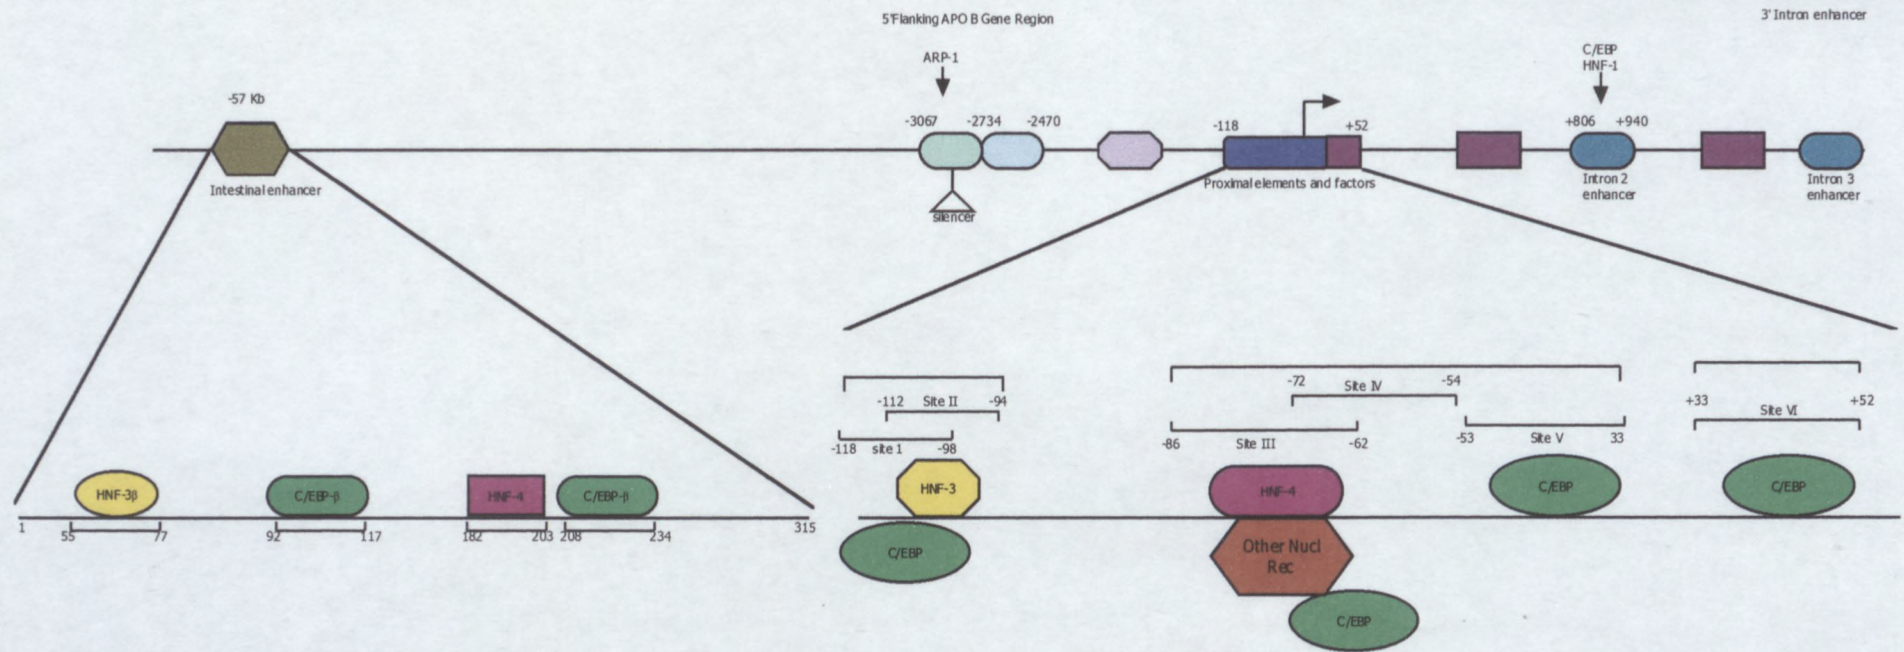 5'Flanking APO B Gene Region
3' Intron enhancer
ARP-1
C/EBP
HNF-1
-57 Kb
-3067
-2734
-2470
-118
+52
+806
+940
Intestinal enhancer
silencer
Proximal elements and factors
Intron 2
enhancer
Intron 3
enhancer
-72
Site IV
-54
-112
Site II
-94
+33
Site VI
+52
-118
site 1
-98
-86
Site III
-62
-53
Site V
33
HNF-3β
C/EBP-β
HNF-4
C/EBP-β
HNF-3
HNF-4
C/EBP
C/EBP
1
55
77
92
117
182
203
208
234
315
C/EBP
Other Nucl
Rec
C/EBP